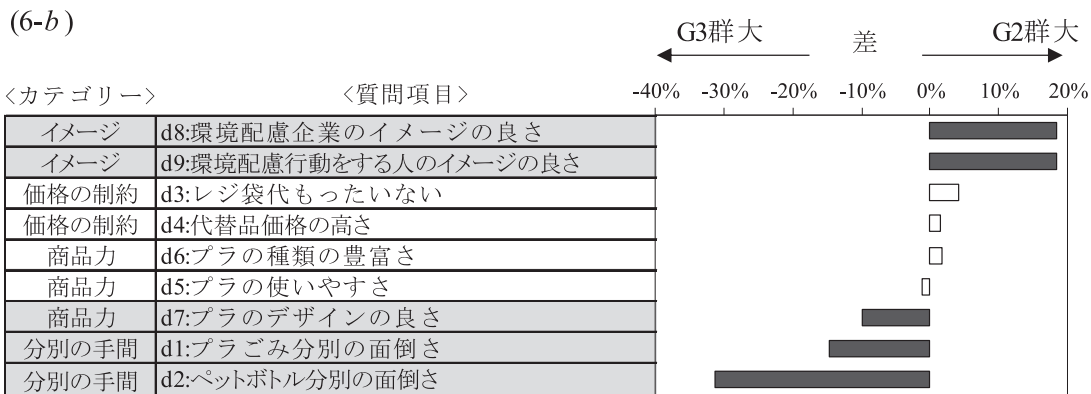 (6-b)
G3群大 差 G2群大
〈カテゴリー〉 〈質問項目〉 -40% -30% -20% -10% 0% 10% 20%
イメージ d8:環境配慮企業のイメージの良さ
イメージ d9:環境配慮行動をする人のイメージの良さ
価格の制約 d3:レジ袋代もったいない
価格の制約 d4:代替品価格の高さ
商品力 d6:プラの種類の豊富さ
商品力 d5:プラの使いやすさ
商品力 d7:プラのデザインの良さ
分別の手間 d1:プラごみ分別の面倒さ
分別の手間 d2:ペットボトル分別の面倒さ